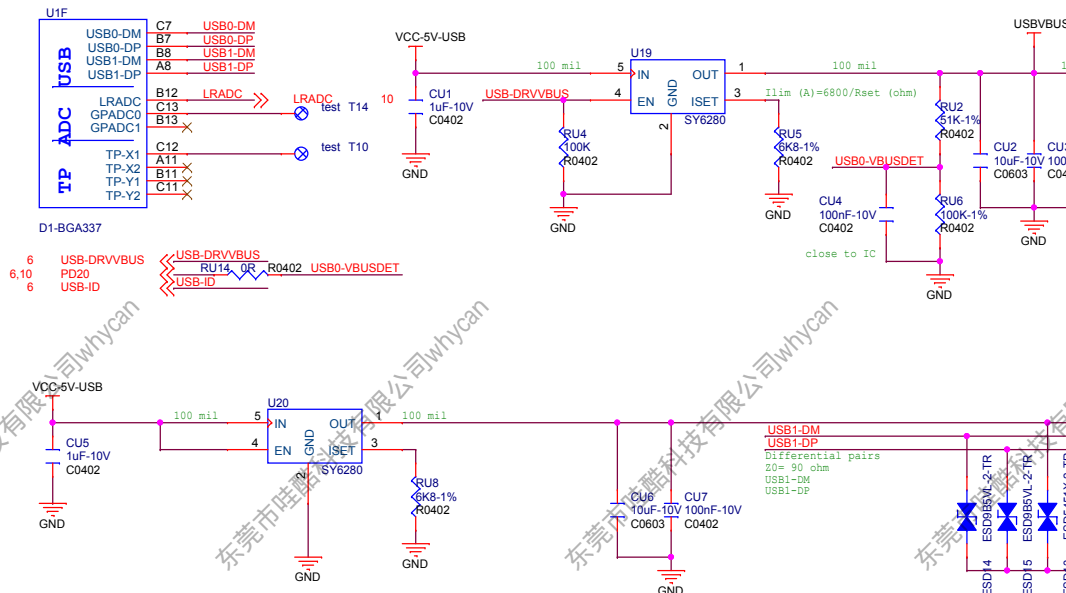 U1F
USB
ADC
TP
USB0-DM C7 USB0-DM
USB0-DP B7 USB0-DP
USB1-DM B8 USB1-DM
USB1-DP A8 USB1-DP
LRADC B12 LRADC LRADC 10
GPADC0 C13 test T14
GPADC1 B13
TP-X1 C12 test T10
TP-X2 A11
TP-Y1 B11
TP-Y2 C11
D1-BGA337
6 USB-DRVVBUS USB-DRVVBUS
6,10 PD20 RU14 0R R0402 USB0-VBUSDET
6 USB-ID USB-ID
VCC-5V-USB
CU1
1uF-10V
C0402
GND
100 mil
USB-DRVVBUS
RU4
100K
R0402
GND
U19
5 IN OUT 1
4 EN GND ISET 3
2
SY6280
100 mil
Ilim (A)=6800/Rset (ohm)
RU5
6K8-1%
R0402
GND
USBVBUS
RU2
51K-1%
R0402
USB0-VBUSDET
CU4
100nF-10V
C0402
close to IC
RU6
100K-1%
R0402
GND
CU2
10uF-10V
C0603
GND
VCC-5V-USB
CU5
1uF-10V
C0402
GND
100 mil
U20
5 IN OUT 1
4 EN GND ISET 3
2
SY6280
GND
100 mil
RU8
6K8-1%
R0402
GND
CU6
10uF-10V
C0603
CU7
100nF-10V
C0402
GND
USB1-DM
USB1-DP
Differential pairs
Z0= 90 ohm
USB1-DM
USB1-DP
ESD9B5VL-2-TR
ESD14
ESD9B5VL-2-TR
ESD15
技有限公司whycan
东莞市哇酷科技有限公司whycan
东莞市哇酷科技有限公司whycan
东莞市哇酷科技有